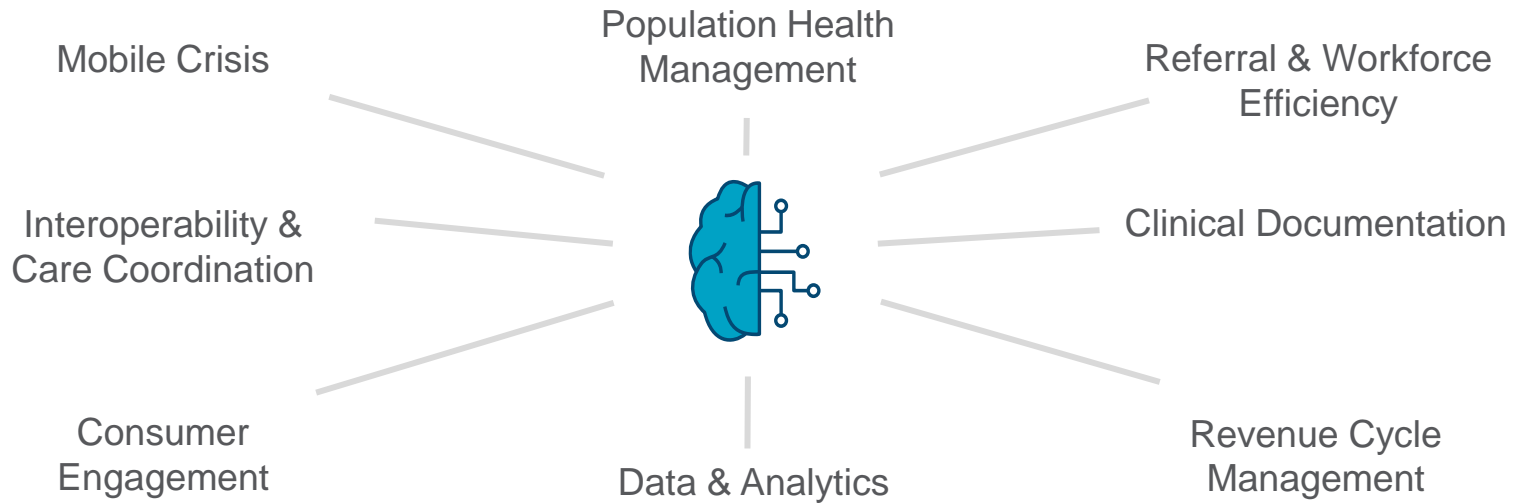 Mobile Crisis
Population Health
Management
Referral & Workforce
Efficiency
Interoperability &
Care Coordination
Clinical Documentation
Consumer
Engagement
Data & Analytics
Revenue Cycle
Management